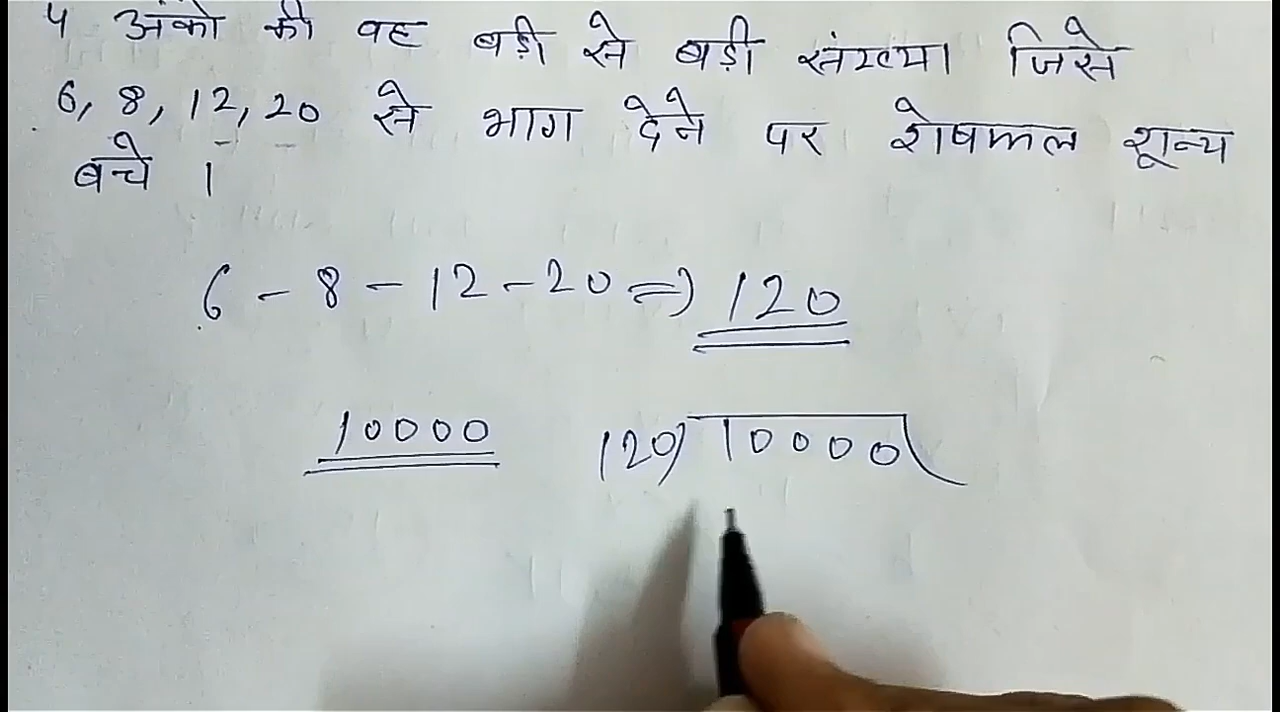 4 अंको की वह बड़ी से बड़ी संख्या जिसे
6, 8, 12, 20 से भाग देने पर शेषफल शून्य
बचे ।
6 - 8 - 12 - 20 => 120
10000 120) 10000 (